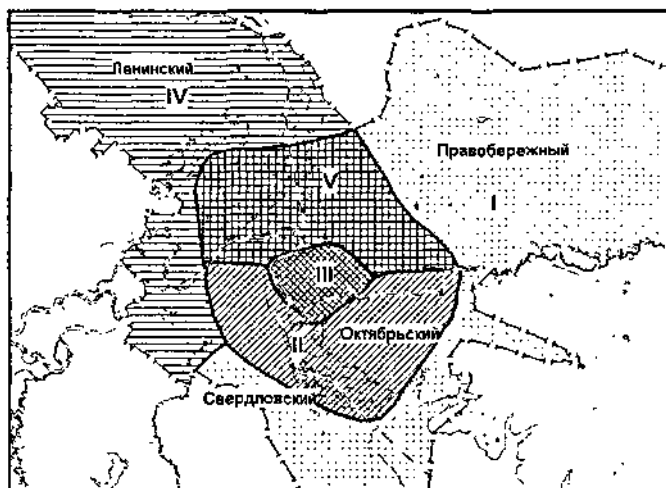 Ленинский
IV
Правобережный
V
I
III
Октябрьский
II
Свердловский